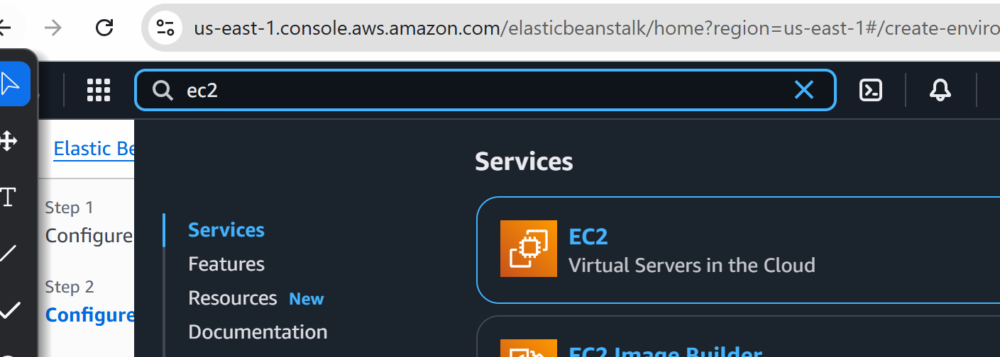 us-east-1.console.aws.amazon.com/elasticbeanstalk/home?region=us-east-1#/create-enviro
ec2
Elastic Be
Step 1
Configure
Step 2
Configure
Services
Features
Resources New
Documentation
Services
EC2
Virtual Servers in the Cloud
EC2 Image Builder